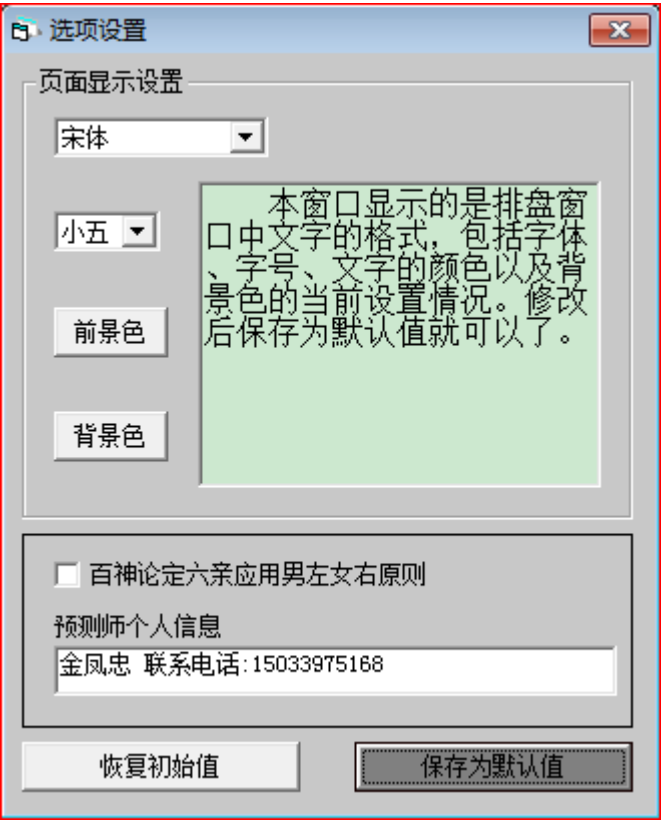 选项设置
页面显示设置
宋体
小五
本窗口显示的是排盘窗
口中文字的格式，包括字体
、字号、文字的颜色以及背
景色的当前设置情况。修改
后保存为默认值就可以了。
前景色
背景色
百神论定六亲应用男左女右原则
预测师个人信息
金凤忠 联系电话:15033975168
恢复初始值
保存为默认值